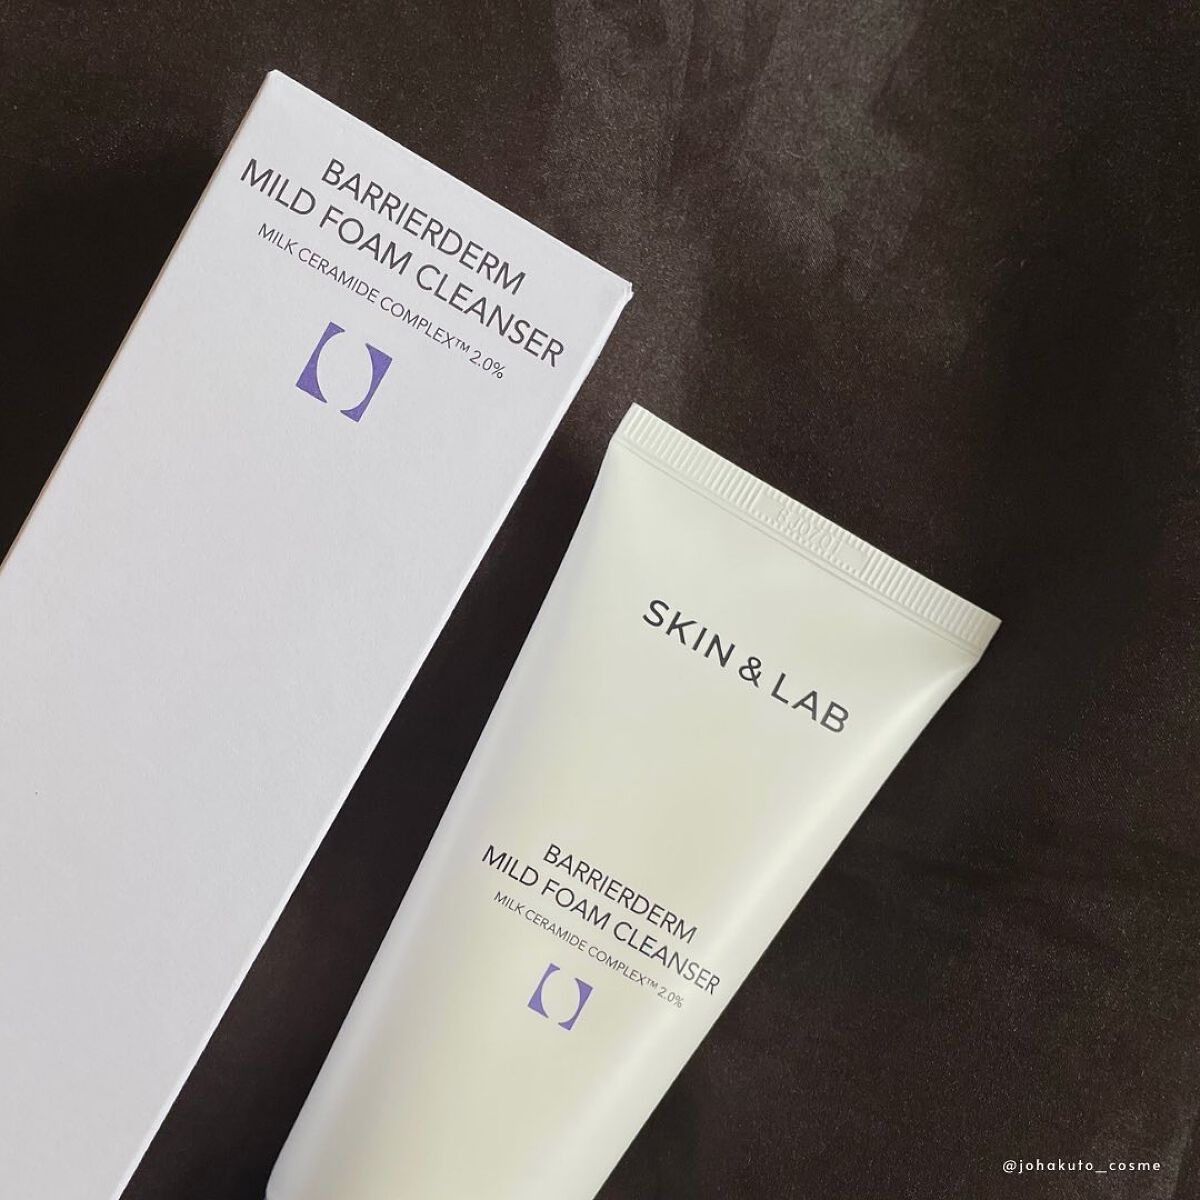 BARRIERDERM
MILD FOAM CLEANSER
MILK CERAMIDE COMPLEX™ 2.0%
SKIN & LAB
BARRIERDERM
MILD FOAM CLEANSER
MILK CERAMIDE COMPLEX™ 2.0%
@johakuto_cosme